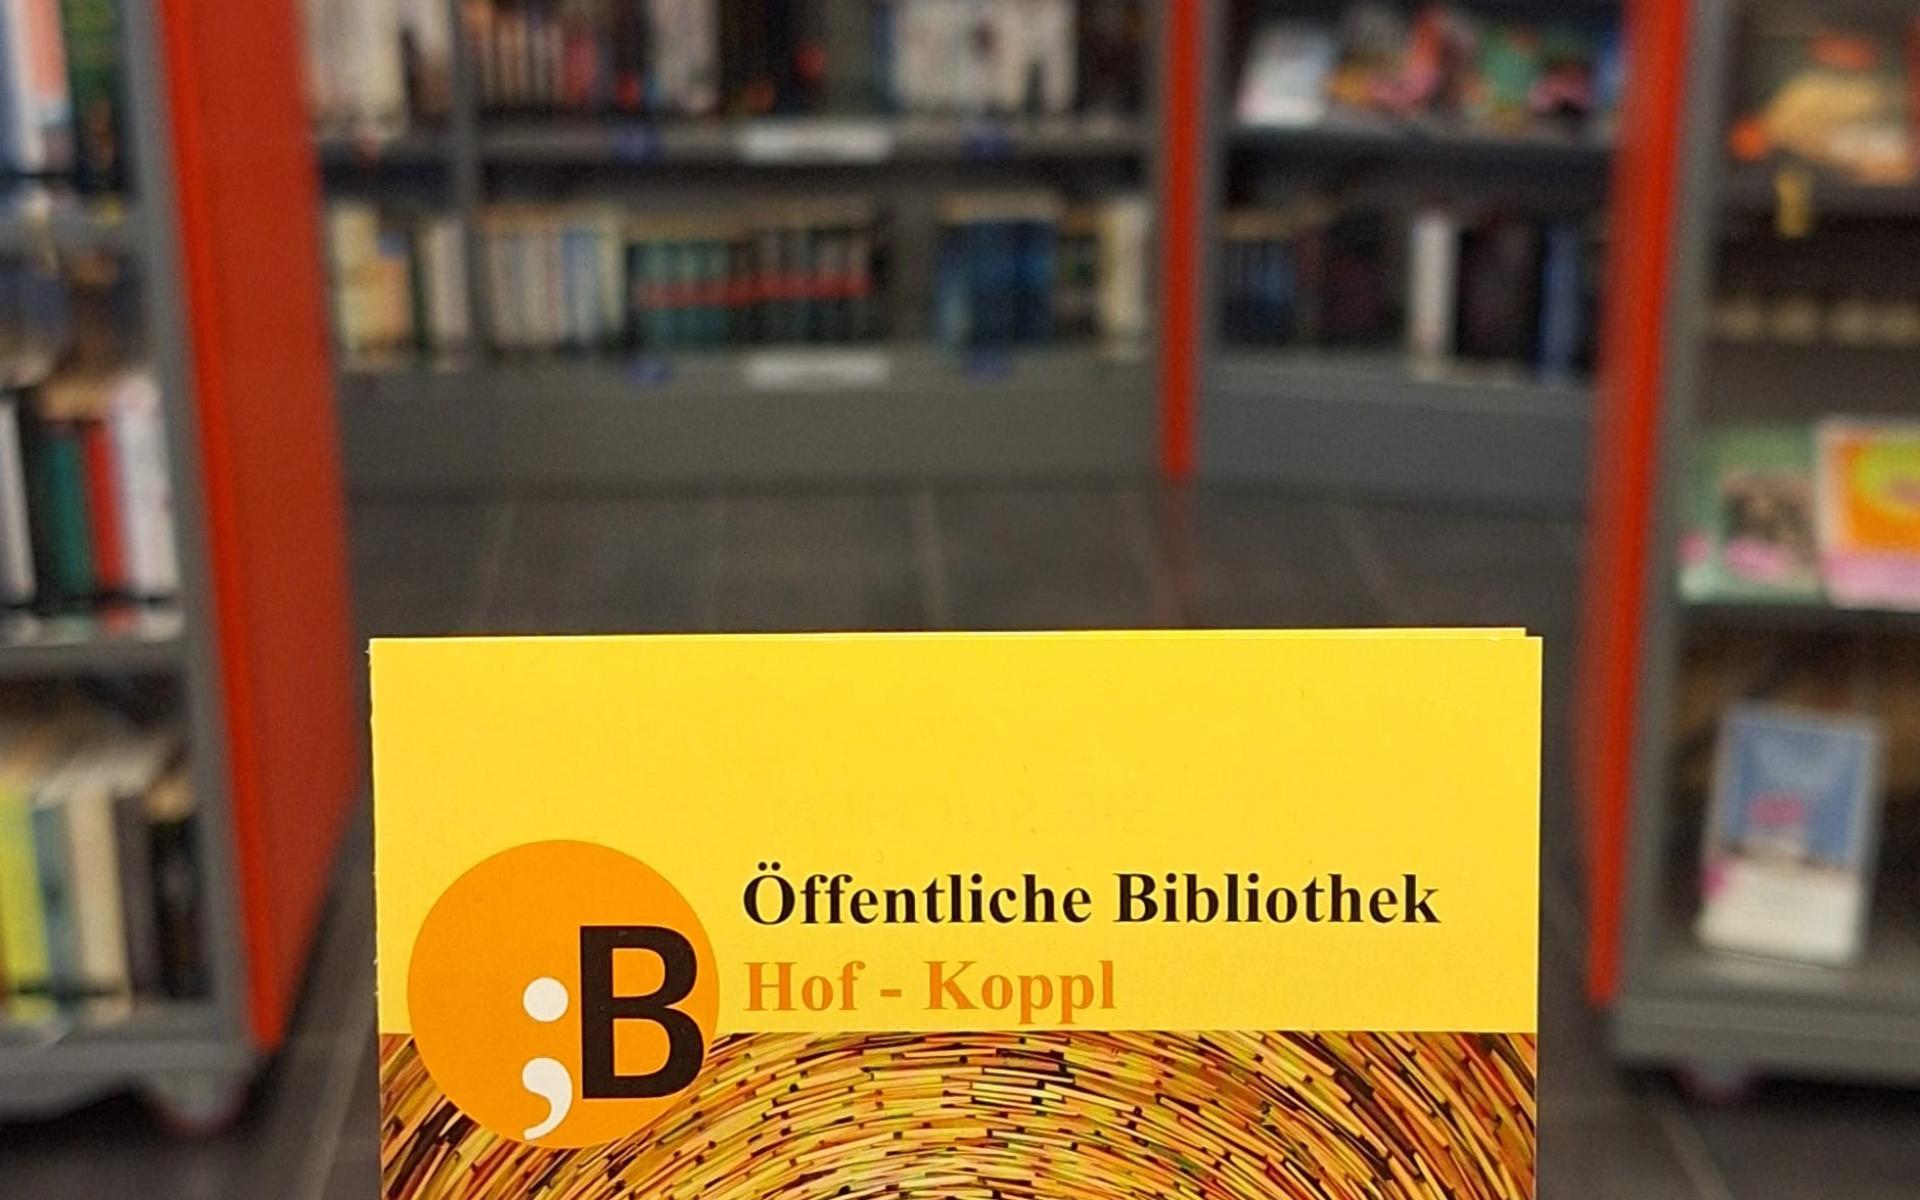 ;B
Öffentliche Bibliothek
Hof - Koppl